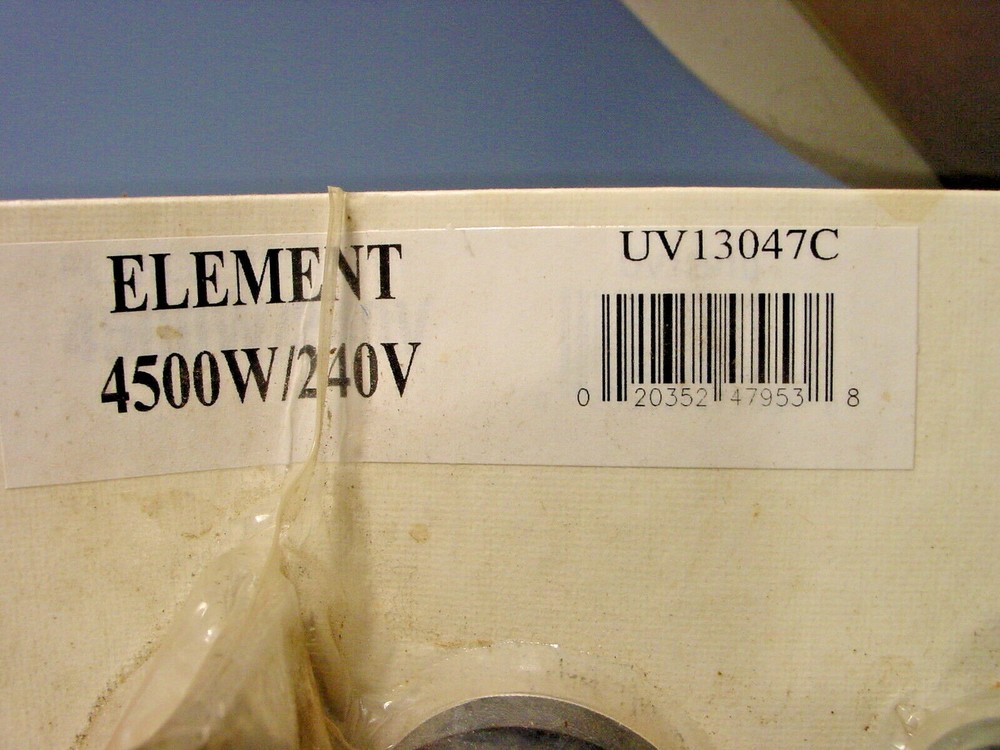 ELEMENT
4500W/240V
UV13047C
0 20352 47953 8